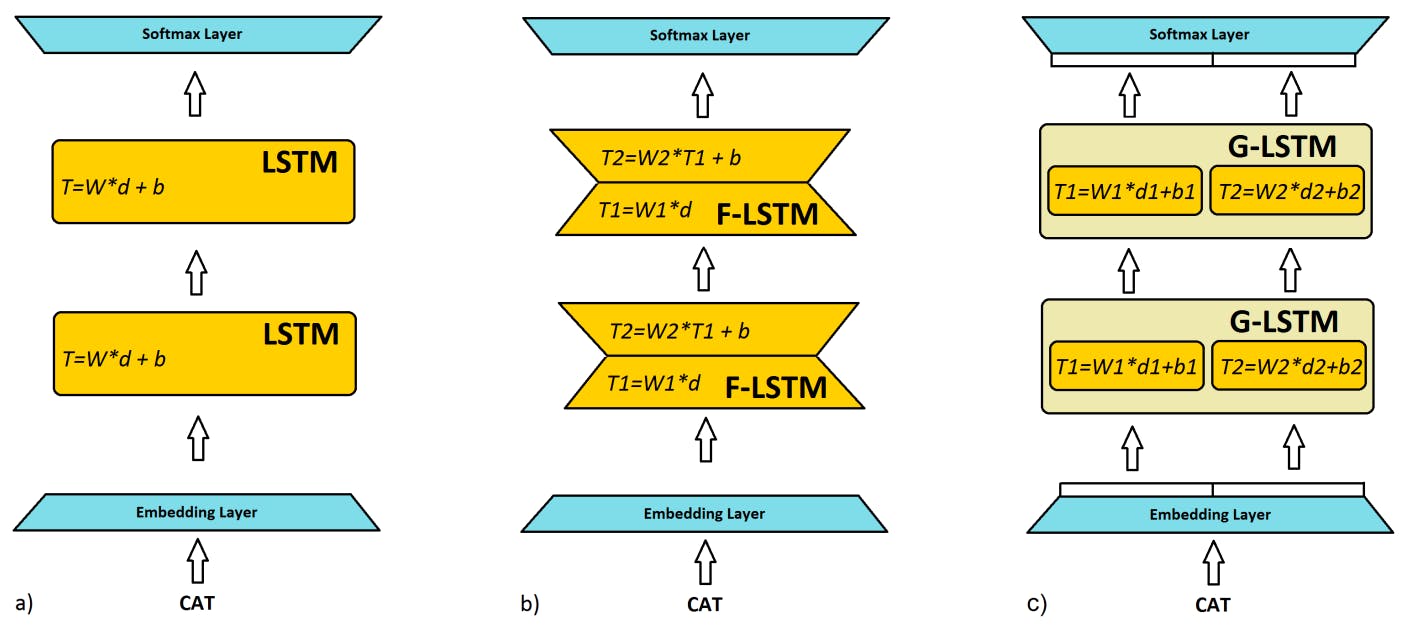 Softmax Layer
LSTM
T=W*d + b
LSTM
T=W*d + b
Embedding Layer
a)
CAT
Softmax Layer
T2=W2*T1 + b
T1=W1*d
F-LSTM
T2=W2*T1 + b
T1=W1*d
F-LSTM
Embedding Layer
b)
CAT
Softmax Layer
G-LSTM
T1=W1*d1+b1
T2=W2*d2+b2
G-LSTM
T1=W1*d1+b1
T2=W2*d2+b2
Embedding Layer
c)
CAT